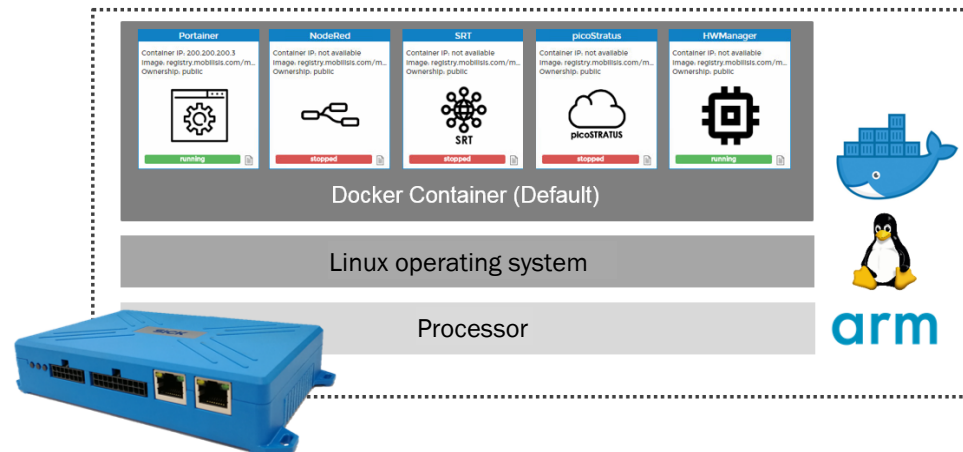 Portainer
Container IP: 200.200.200.3
Image: registry.mobilisis.com/m...
Ownership: public
running
NodeRed
Container IP: not available
Image: registry.mobilisis.com/m...
Ownership: public
stopped
SRT
Container IP: not available
Image: registry.mobilisis.com/m...
Ownership: public
SRT
stopped
picoStratus
Container IP: not available
Image: registry.mobilisis.com/m...
Ownership: public
picoSTRATUS
stopped
HWManager
Container IP: not available
Image: registry.mobilisis.com/m...
Ownership: public
running
Docker Container (Default)
Linux operating system
Processor
arm
SICK